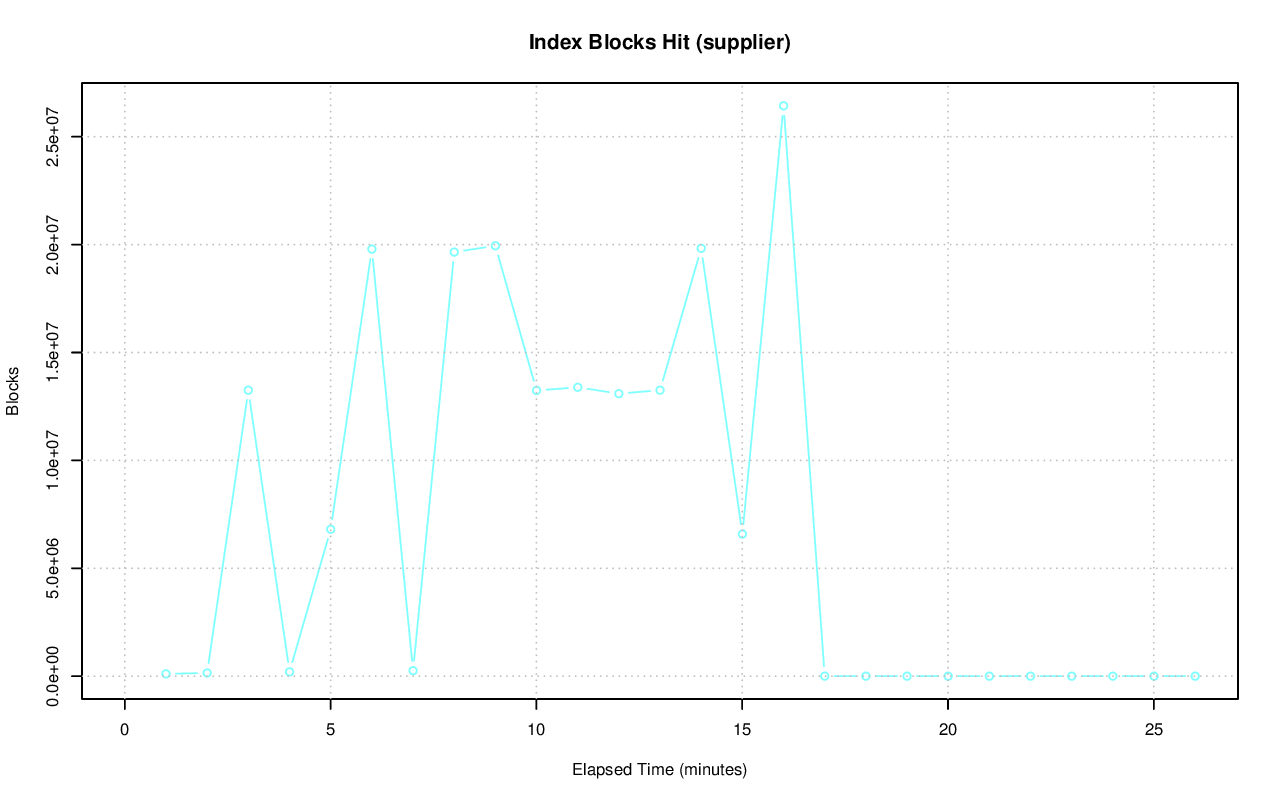 Index Blocks Hit (supplier)
Blocks
2.5e+07
2.0e+07
1.5e+07
1.0e+07
5.0e+06
0.0e+00
0 5 10 15 20 25
Elapsed Time (minutes)